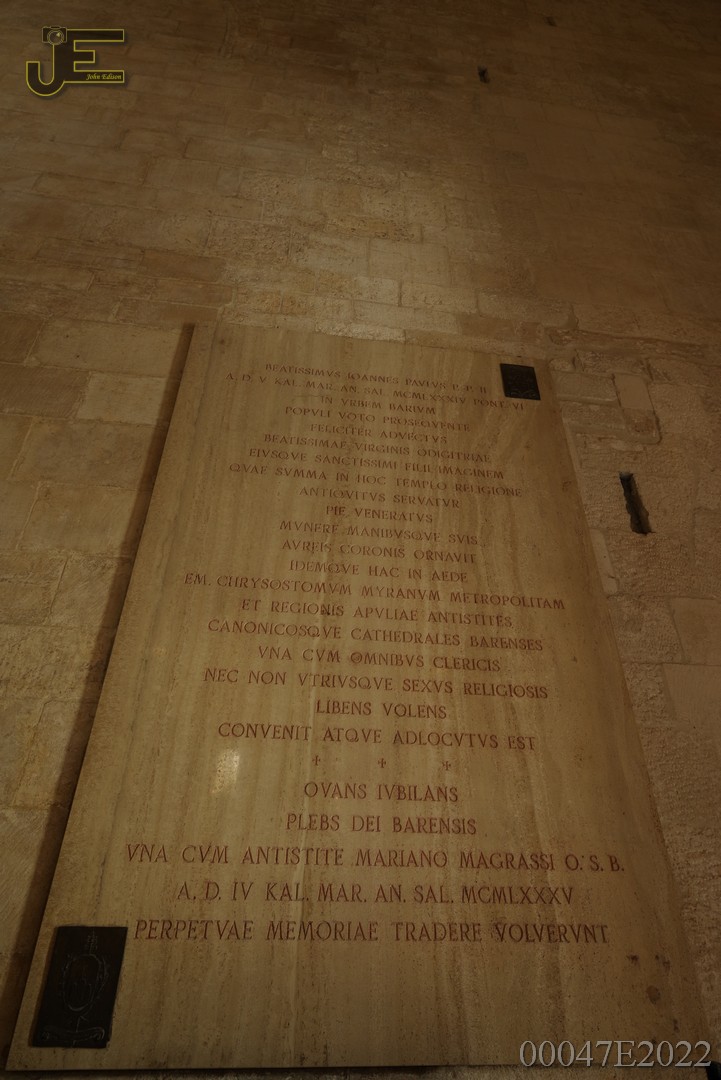 JE
John Edison
BEATISSIMVS IOANNES PAVLVS P. P. II
A. D. V KAL. MAR. AN. SAL. MCMLXXXIV PONT. VI
IN VRBEM BARIVM
POPVLI VOTO PROSEQVENTE
FELICITER ADVECTVS
BEATISSIMAE VIRGINIS ODIGITRIAE
EIVSQVE SANCTISSIMI FILII IMAGINEM
QVAE SVMMA IN HOC TEMPLO RELIGIONE
ANTIQVITVS SERVATVR
PIE VENERATVS
MVNERE MANIBVSQVE SVIS
AVREIS CORONIS ORNAVIT
IDEMQVE HAC IN AEDE
EM. CHRYSOSTOMVM MYRANVM METROPOLITAM
ET REGIONIS APVLIAE ANTISTITES
CANONICOSQVE CATHEDRALES BARENSES
VNA CVM OMNIBVS CLERICIS
NEC NON VTRIVSQVE SEXVS RELIGIOSIS
LIBENS VOLENS
CONVENIT ATQVE ADLOCVTVS EST
OVANS IVBILANS
PLEBS DEI BARENSIS
VNA CVM ANTISTITE MARIANO MAGRASSI O. S. B.
A. D. IV KAL. MAR. AN. SAL. MCMLXXXV
PERPETVAE MEMORIAE TRADERE VOLVERVNT
00047E2022